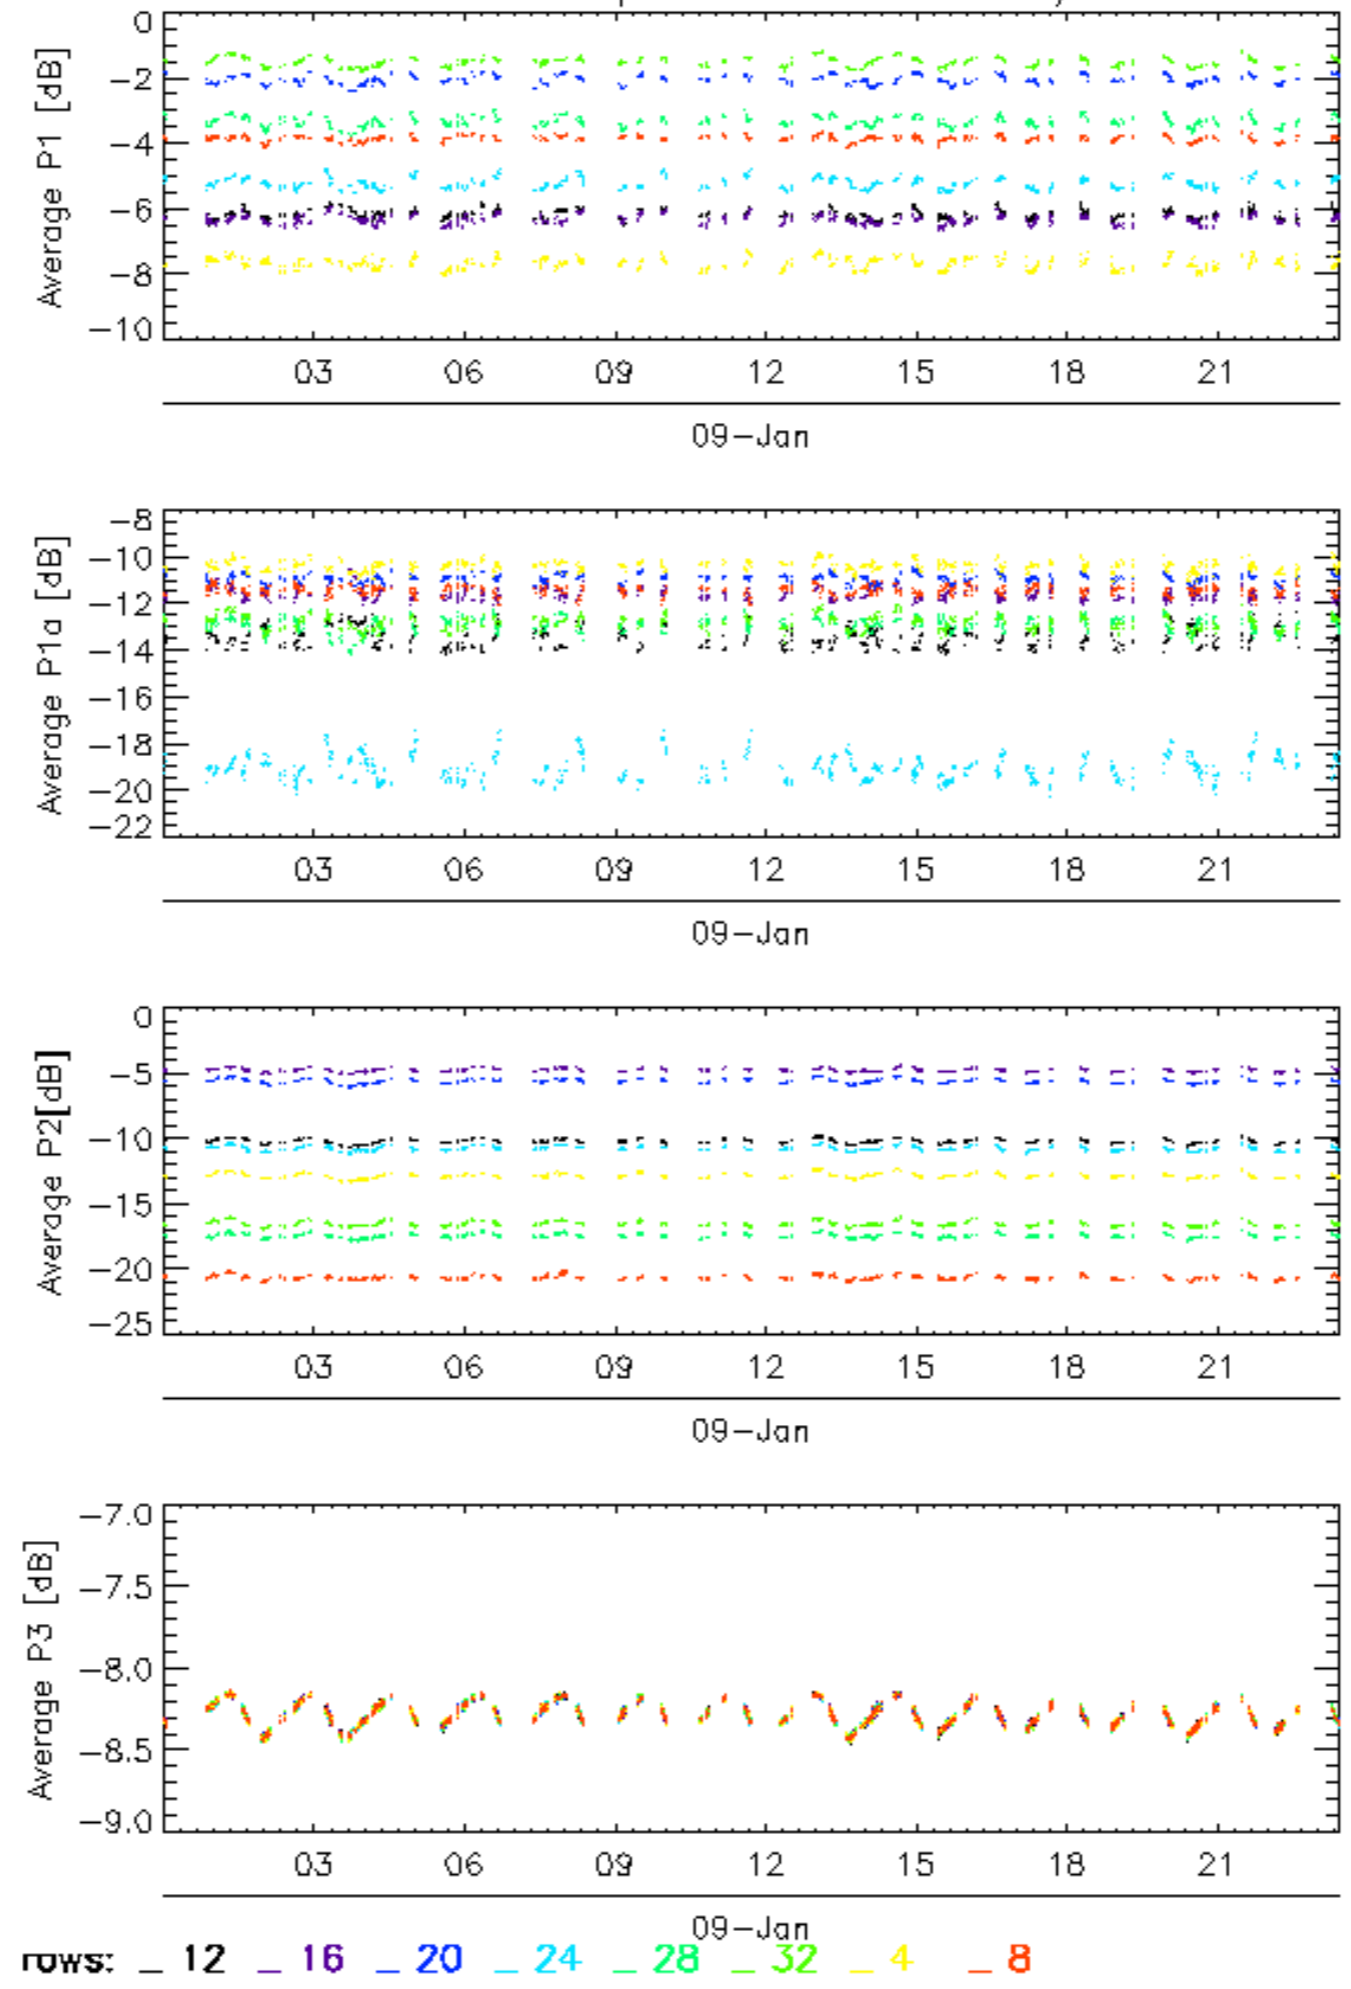 0
−2
−4
−6
−8
−10
Average P1 [dB]
03 06 09 12 15 18 21
09−Jan
−8
−10
−12
−14
−16
−18
−20
−22
Average P1a [dB]
03 06 09 12 15 18 21
09−Jan
0
−5
−10
−15
−20
−25
Average P2[dB]
03 06 09 12 15 18 21
09−Jan
−7.0
−7.5
−8.0
−8.5
−9.0
Average P3 [dB]
03 06 09 12 15 18 21
09−Jan
rows: _ 12 _ 16 _ 20 _ 24 _ 28 _ 32 _ 4 _ 8